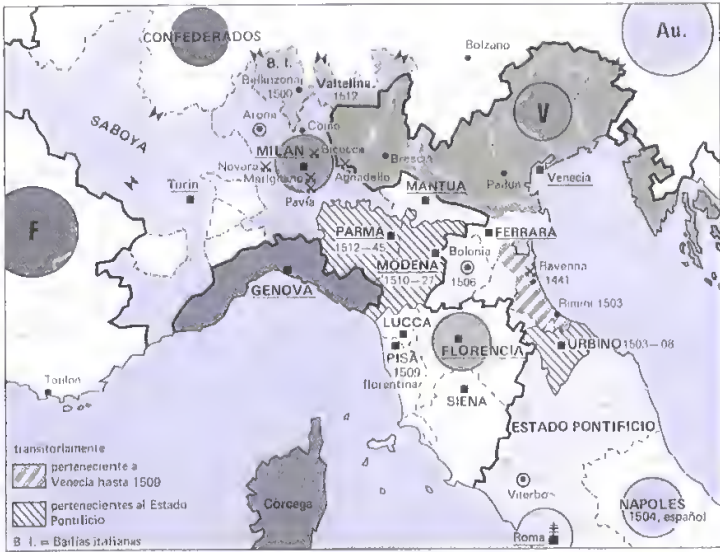 CONFEDERADOS
Au.
Bolzano
B. I.
Bellinzona
1500
Valtelina
1512
SABOYA
Arona
Como
V
MILAN
Bicocca
Novara
Marignano
Agnadello
Brescia
Padua
Venecia
Turin
Pavia
MANTUA
F
PARMA
1512–45
FERRARA
MODENA
1510–27
Bolonia
1506
Ravenna
1441
GENOVA
Rimini 1503
LUCCA
URBINO 1503–08
PISA
1509
florentina
FLORENCIA
Toulon
SIENA
ESTADO PONTIFICIO
transitoriamente
perteneciente a
Venecia hasta 1509
pertenecientes al Estado
Pontificio
Córcega
Viterbo
NAPOLES
1504, español
B. I. = Bailías italianas
Roma